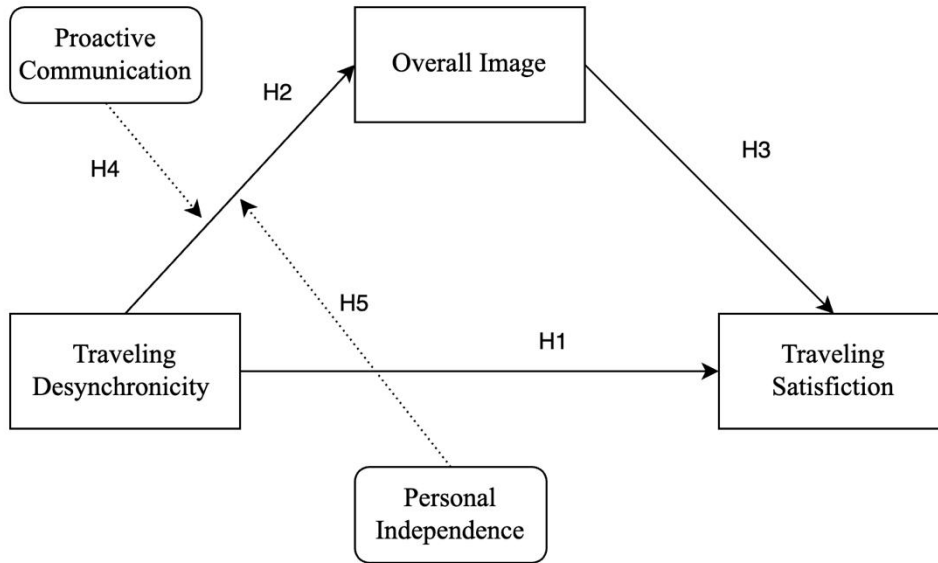 Proactive
Communication
Overall Image
H2
H3
H4
H5
H1
Traveling
Desynchronicity
Traveling
Satisfiction
Personal
Independence